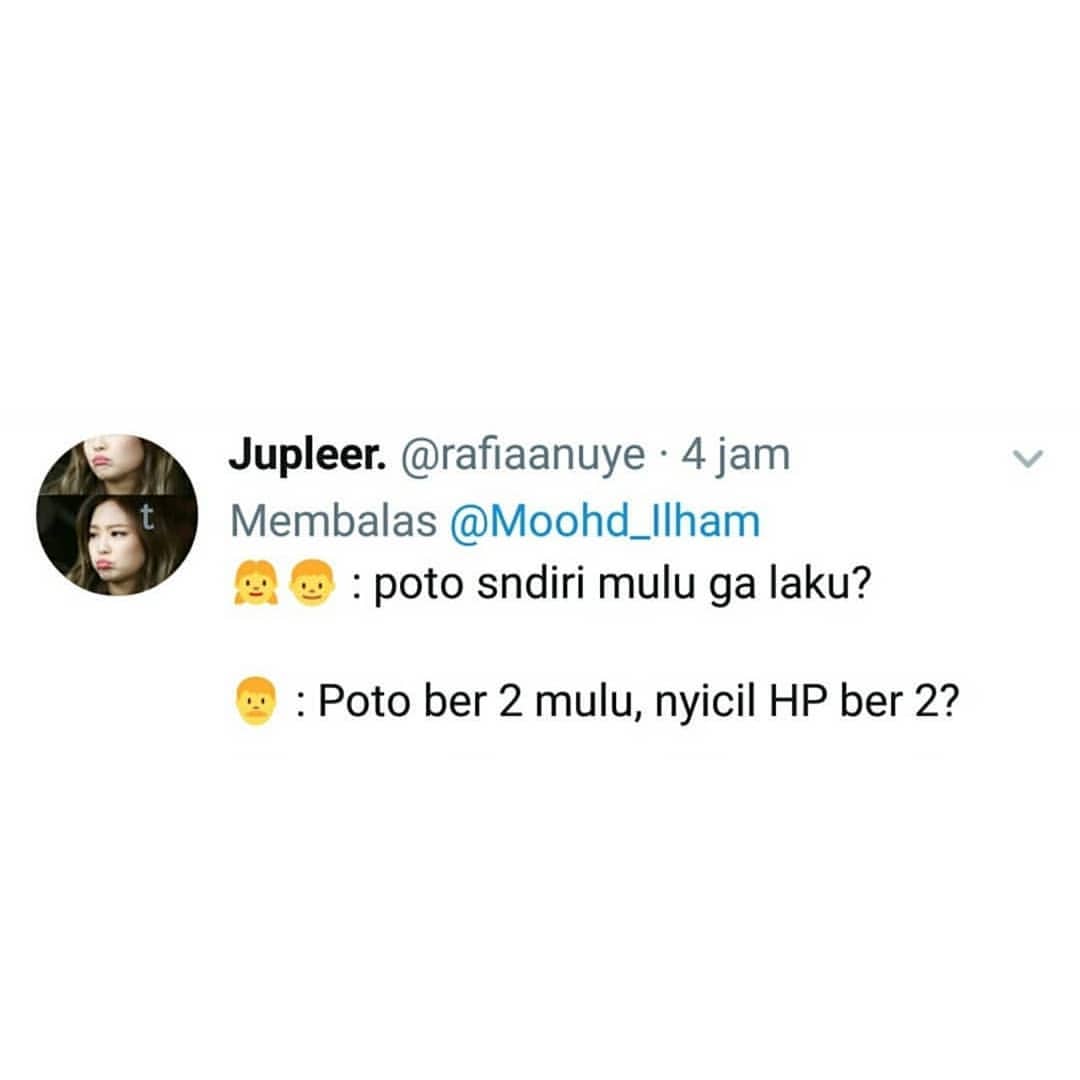 Jupleer. @rafiaanuye · 4 jam
Membalas @Moohd_Ilham
👧👨 : poto sndiri mulu ga laku?
👨 : Poto ber 2 mulu, nyicil HP ber 2?
t